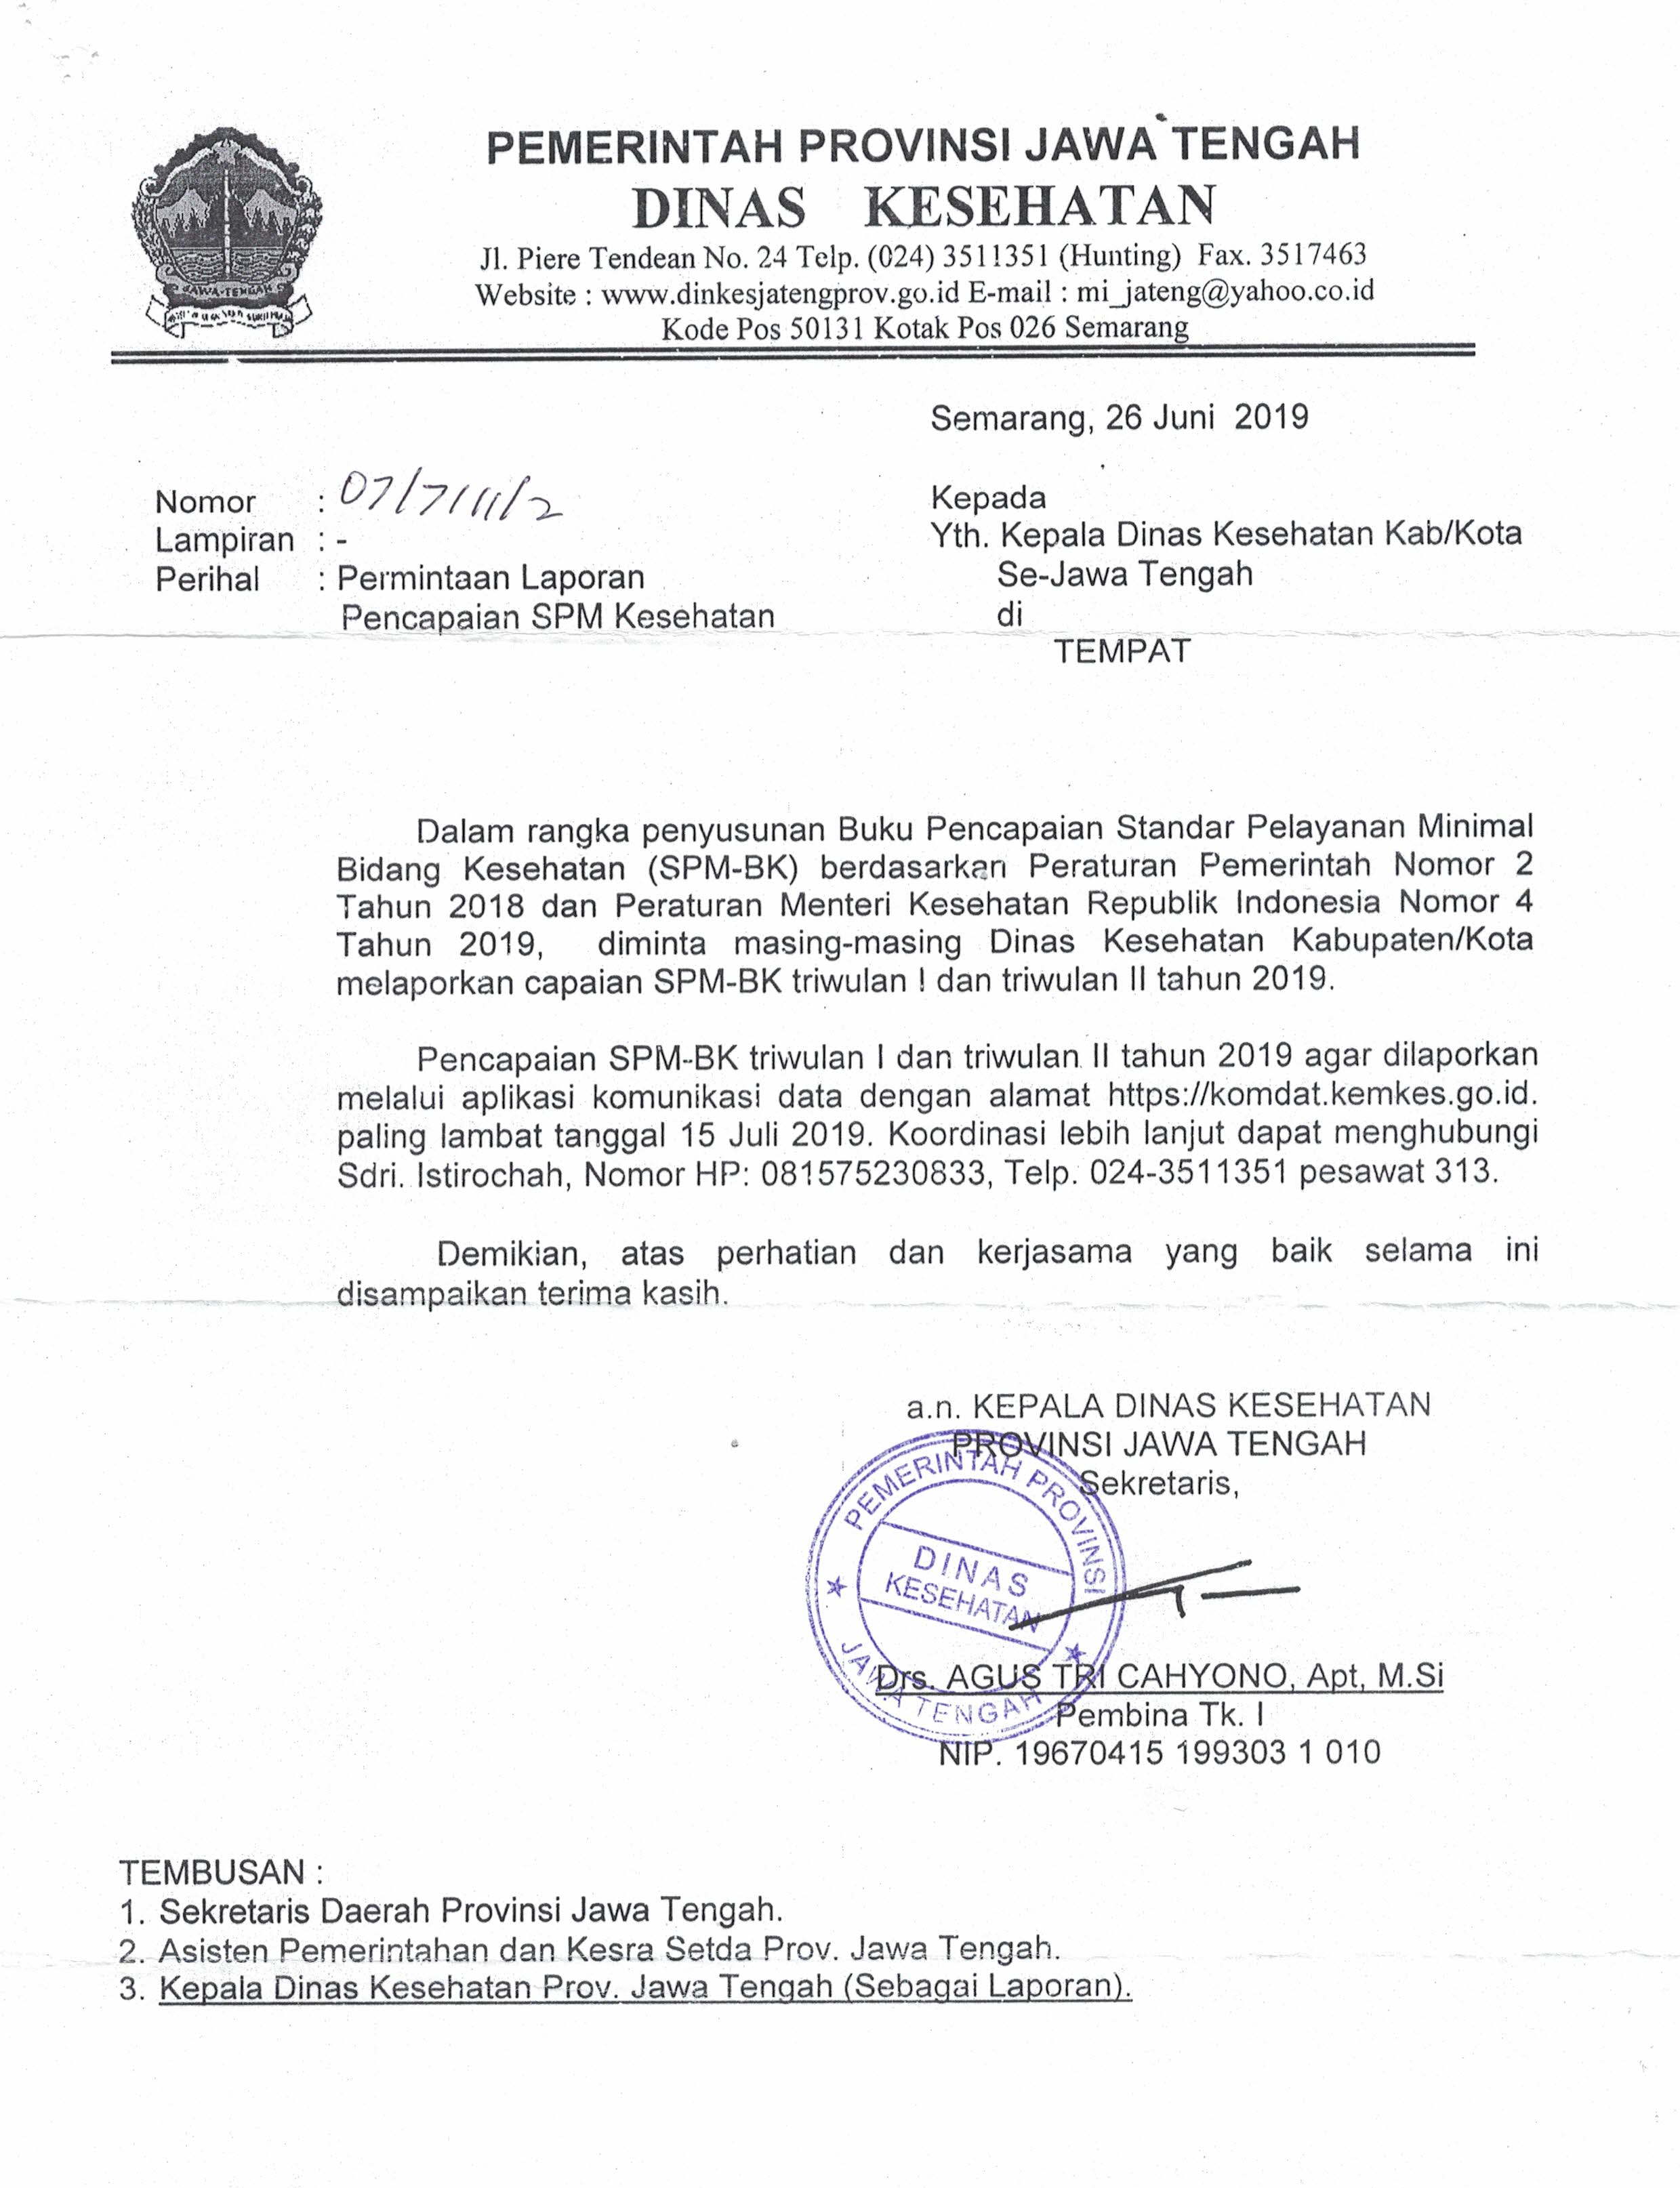 PEMERINTAH PROVINSI JAWA TENGAH
DINAS KESEHATAN
Jl. Piere Tendean No. 24 Telp. (024) 3511351 (Hunting) Fax. 3517463
Website : www.dinkesjatengprov.go.id E-mail : mi_jateng@yahoo.co.id
Kode Pos 50131 Kotak Pos 026 Semarang
JAWA-TENGAH
Semarang, 26 Juni 2019
Nomor :
Lampiran : -
Perihal : Permintaan Laporan
Pencapaian SPM Kesehatan
Kepada
Yth. Kepala Dinas Kesehatan Kab/Kota
Se-Jawa Tengah
di
TEMPAT
Dalam rangka penyusunan Buku Pencapaian Standar Pelayanan Minimal
Bidang Kesehatan (SPM-BK) berdasarkan Peraturan Pemerintah Nomor 2
Tahun 2018 dan Peraturan Menteri Kesehatan Republik Indonesia Nomor 4
Tahun 2019, diminta masing-masing Dinas Kesehatan Kabupaten/Kota
melaporkan capaian SPM-BK triwulan I dan triwulan II tahun 2019.
Pencapaian SPM-BK triwulan I dan triwulan II tahun 2019 agar dilaporkan
melalui aplikasi komunikasi data dengan alamat https://komdat.kemkes.go.id.
paling lambat tanggal 15 Juli 2019. Koordinasi lebih lanjut dapat menghubungi
Sdri. Istirochah, Nomor HP: 081575230833, Telp. 024-3511351 pesawat 313.
Demikian, atas perhatian dan kerjasama yang baik selama ini
disampaikan terima kasih.
a.n. KEPALA DINAS KESEHATAN
PROVINSI JAWA TENGAH
Sekretaris,
PEMERINTAH PROVINSI
DINAS
KESEHATAN
JAWA TENGAH
Drs. AGUS TRI CAHYONO, Apt, M.Si
Pembina Tk. I
NIP. 19670415 199303 1 010
TEMBUSAN :
1. Sekretaris Daerah Provinsi Jawa Tengah.
2. Asisten Pemerintahan dan Kesra Setda Prov. Jawa Tengah.
3. Kepala Dinas Kesehatan Prov. Jawa Tengah (Sebagai Laporan).